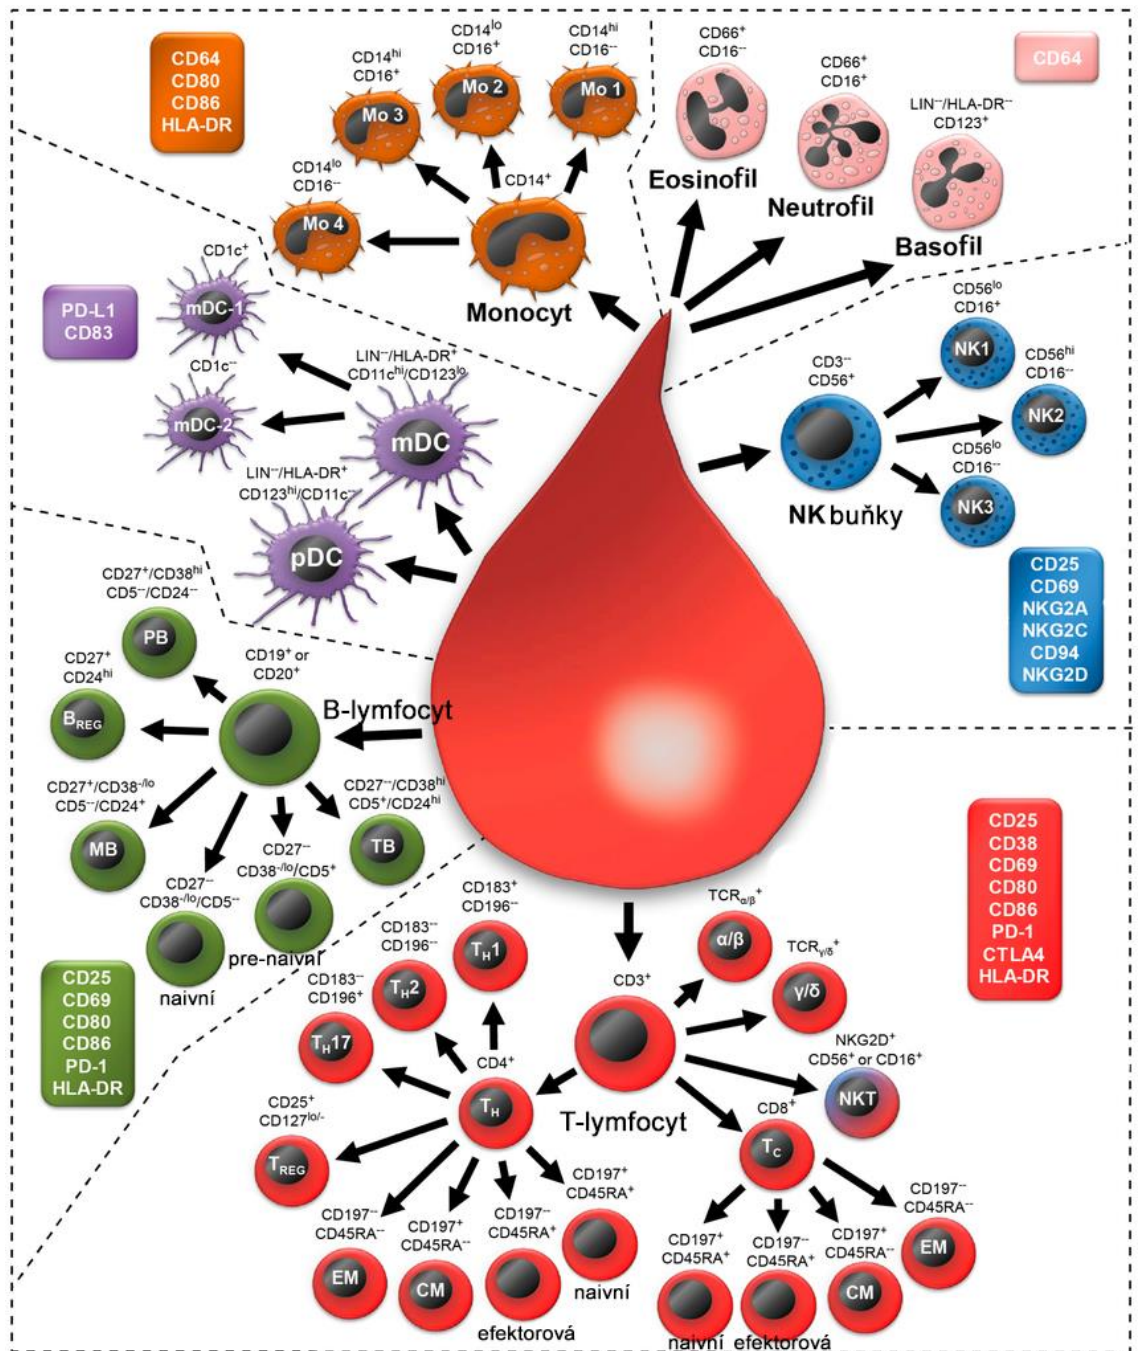 CD64
CD80
CD86
HLA-DR
CD14hi
CD16+
Mo 3
CD14lo
CD16+
Mo 2
CD14hi
CD16--
Mo 1
CD14lo
CD16--
Mo 4
CD14+
Monocyt
CD66+
CD16--
Eosinofil
CD66+
CD16+
Neutrofil
LIN--/HLA-DR--
CD123+
Basofil
CD64
PD-L1
CD83
CD1c+
mDC-1
CD1c--
mDC-2
LIN--/HLA-DR+
CD11chi/CD123lo
mDC
LIN--/HLA-DR+
CD123hi/CD11c--
pDC
CD3--
CD56+
NK buňky
CD56lo
CD16+
NK1
CD56hi
CD16--
NK2
CD56lo
CD16--
NK3
CD25
CD69
NKG2A
NKG2C
CD94
NKG2D
CD27+/CD38hi
CD5--/CD24--
PB
CD27+
CD24hi
BREG
CD19+ or
CD20+
B-lymfocyt
CD27+/CD38-/lo
CD5--/CD24+
MB
CD27--/CD38hi
CD5+/CD24hi
TB
CD27--
CD38-/lo/CD5--
naivní
CD27--
CD38-/lo/CD5+
pre-naivní
CD25
CD69
CD80
CD86
PD-1
HLA-DR
CD25
CD38
CD69
CD80
CD86
PD-1
CTLA4
HLA-DR
CD3+
T-lymfocyt
TCRα/β+
α/β
TCRγ/δ+
γ/δ
NKG2D+
CD56+ or CD16+
NKT
CD183+
CD196--
TH1
CD183--
CD196--
TH2
CD183--
CD196+
TH17
CD4+
TH
CD25+
CD127lo/-
TREG
CD197--
CD45RA--
EM
CD197+
CD45RA--
CM
CD197--
CD45RA+
efektorová
CD197+
CD45RA+
naivní
CD8+
TC
CD197+
CD45RA+
naivní
CD197--
CD45RA+
efektorová
CD197+
CD45RA--
CM
CD197--
CD45RA--
EM